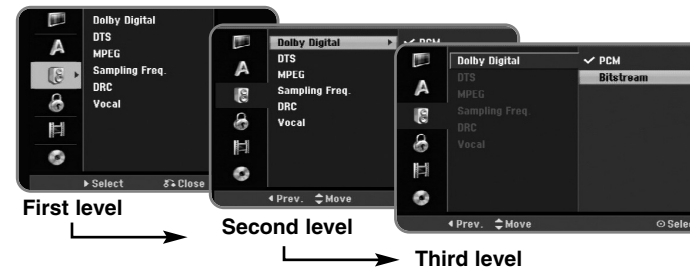 Dolby Digital
DTS
MPEG
Sampling Freq.
DRC
Vocal
Select Close
First level
Dolby Digital PCM
DTS
MPEG
Sampling Freq.
DRC
Vocal
Prev. Move
Second level
Dolby Digital PCM
DTS Bitstream
MPEG
Sampling Freq.
DRC
Vocal
Prev. Move Selec
Third level